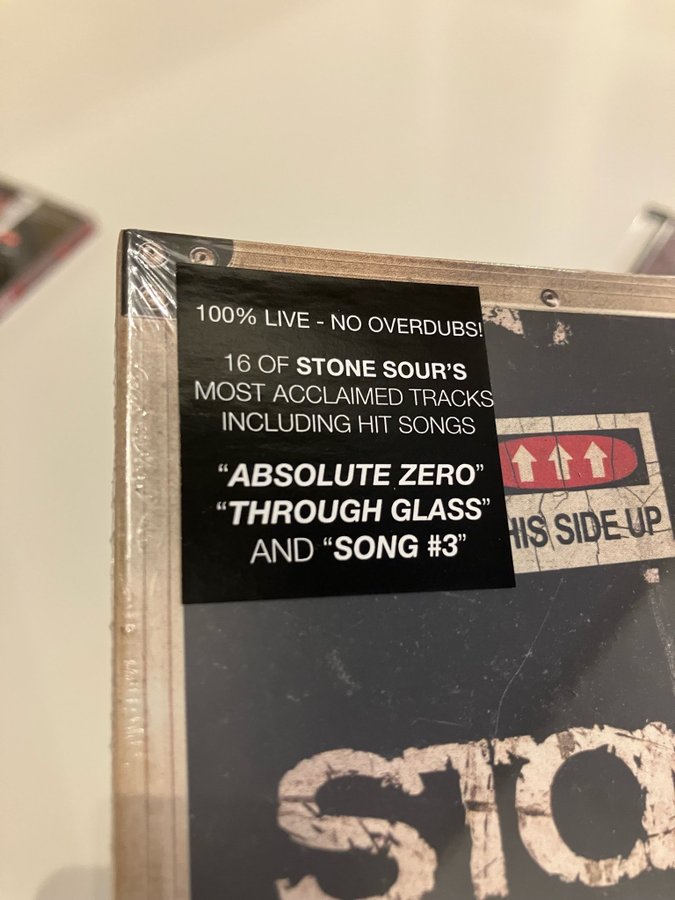 100% LIVE - NO OVERDUBS!
16 OF STONE SOUR'S
MOST ACCLAIMED TRACKS
INCLUDING HIT SONGS
“ABSOLUTE ZERO”
“THROUGH GLASS”
AND “SONG #3”
HIS SIDE UP
STO